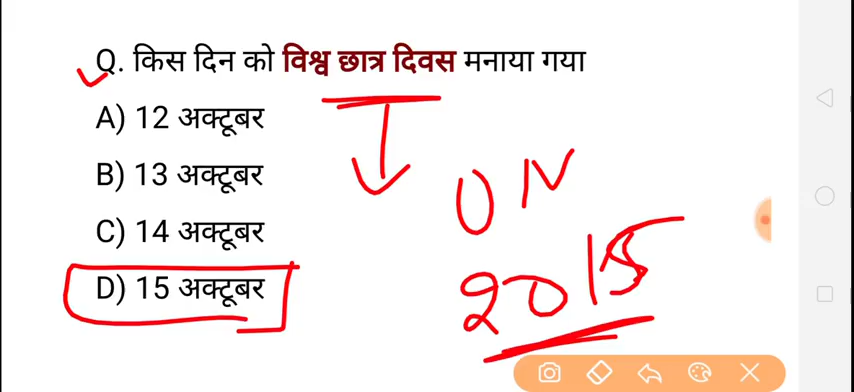 Q. किस दिन को विश्व छात्र दिवस मनाया गया
A) 12 अक्टूबर
B) 13 अक्टूबर
C) 14 अक्टूबर
D) 15 अक्टूबर
UN
2015